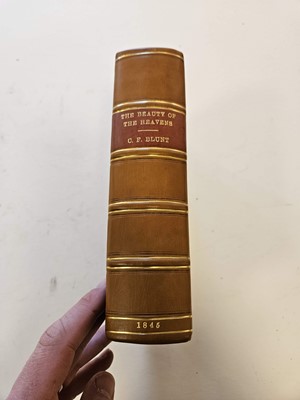 THE BEAUTY OF
THE HEAVENS
C. F. BLUNT
1845